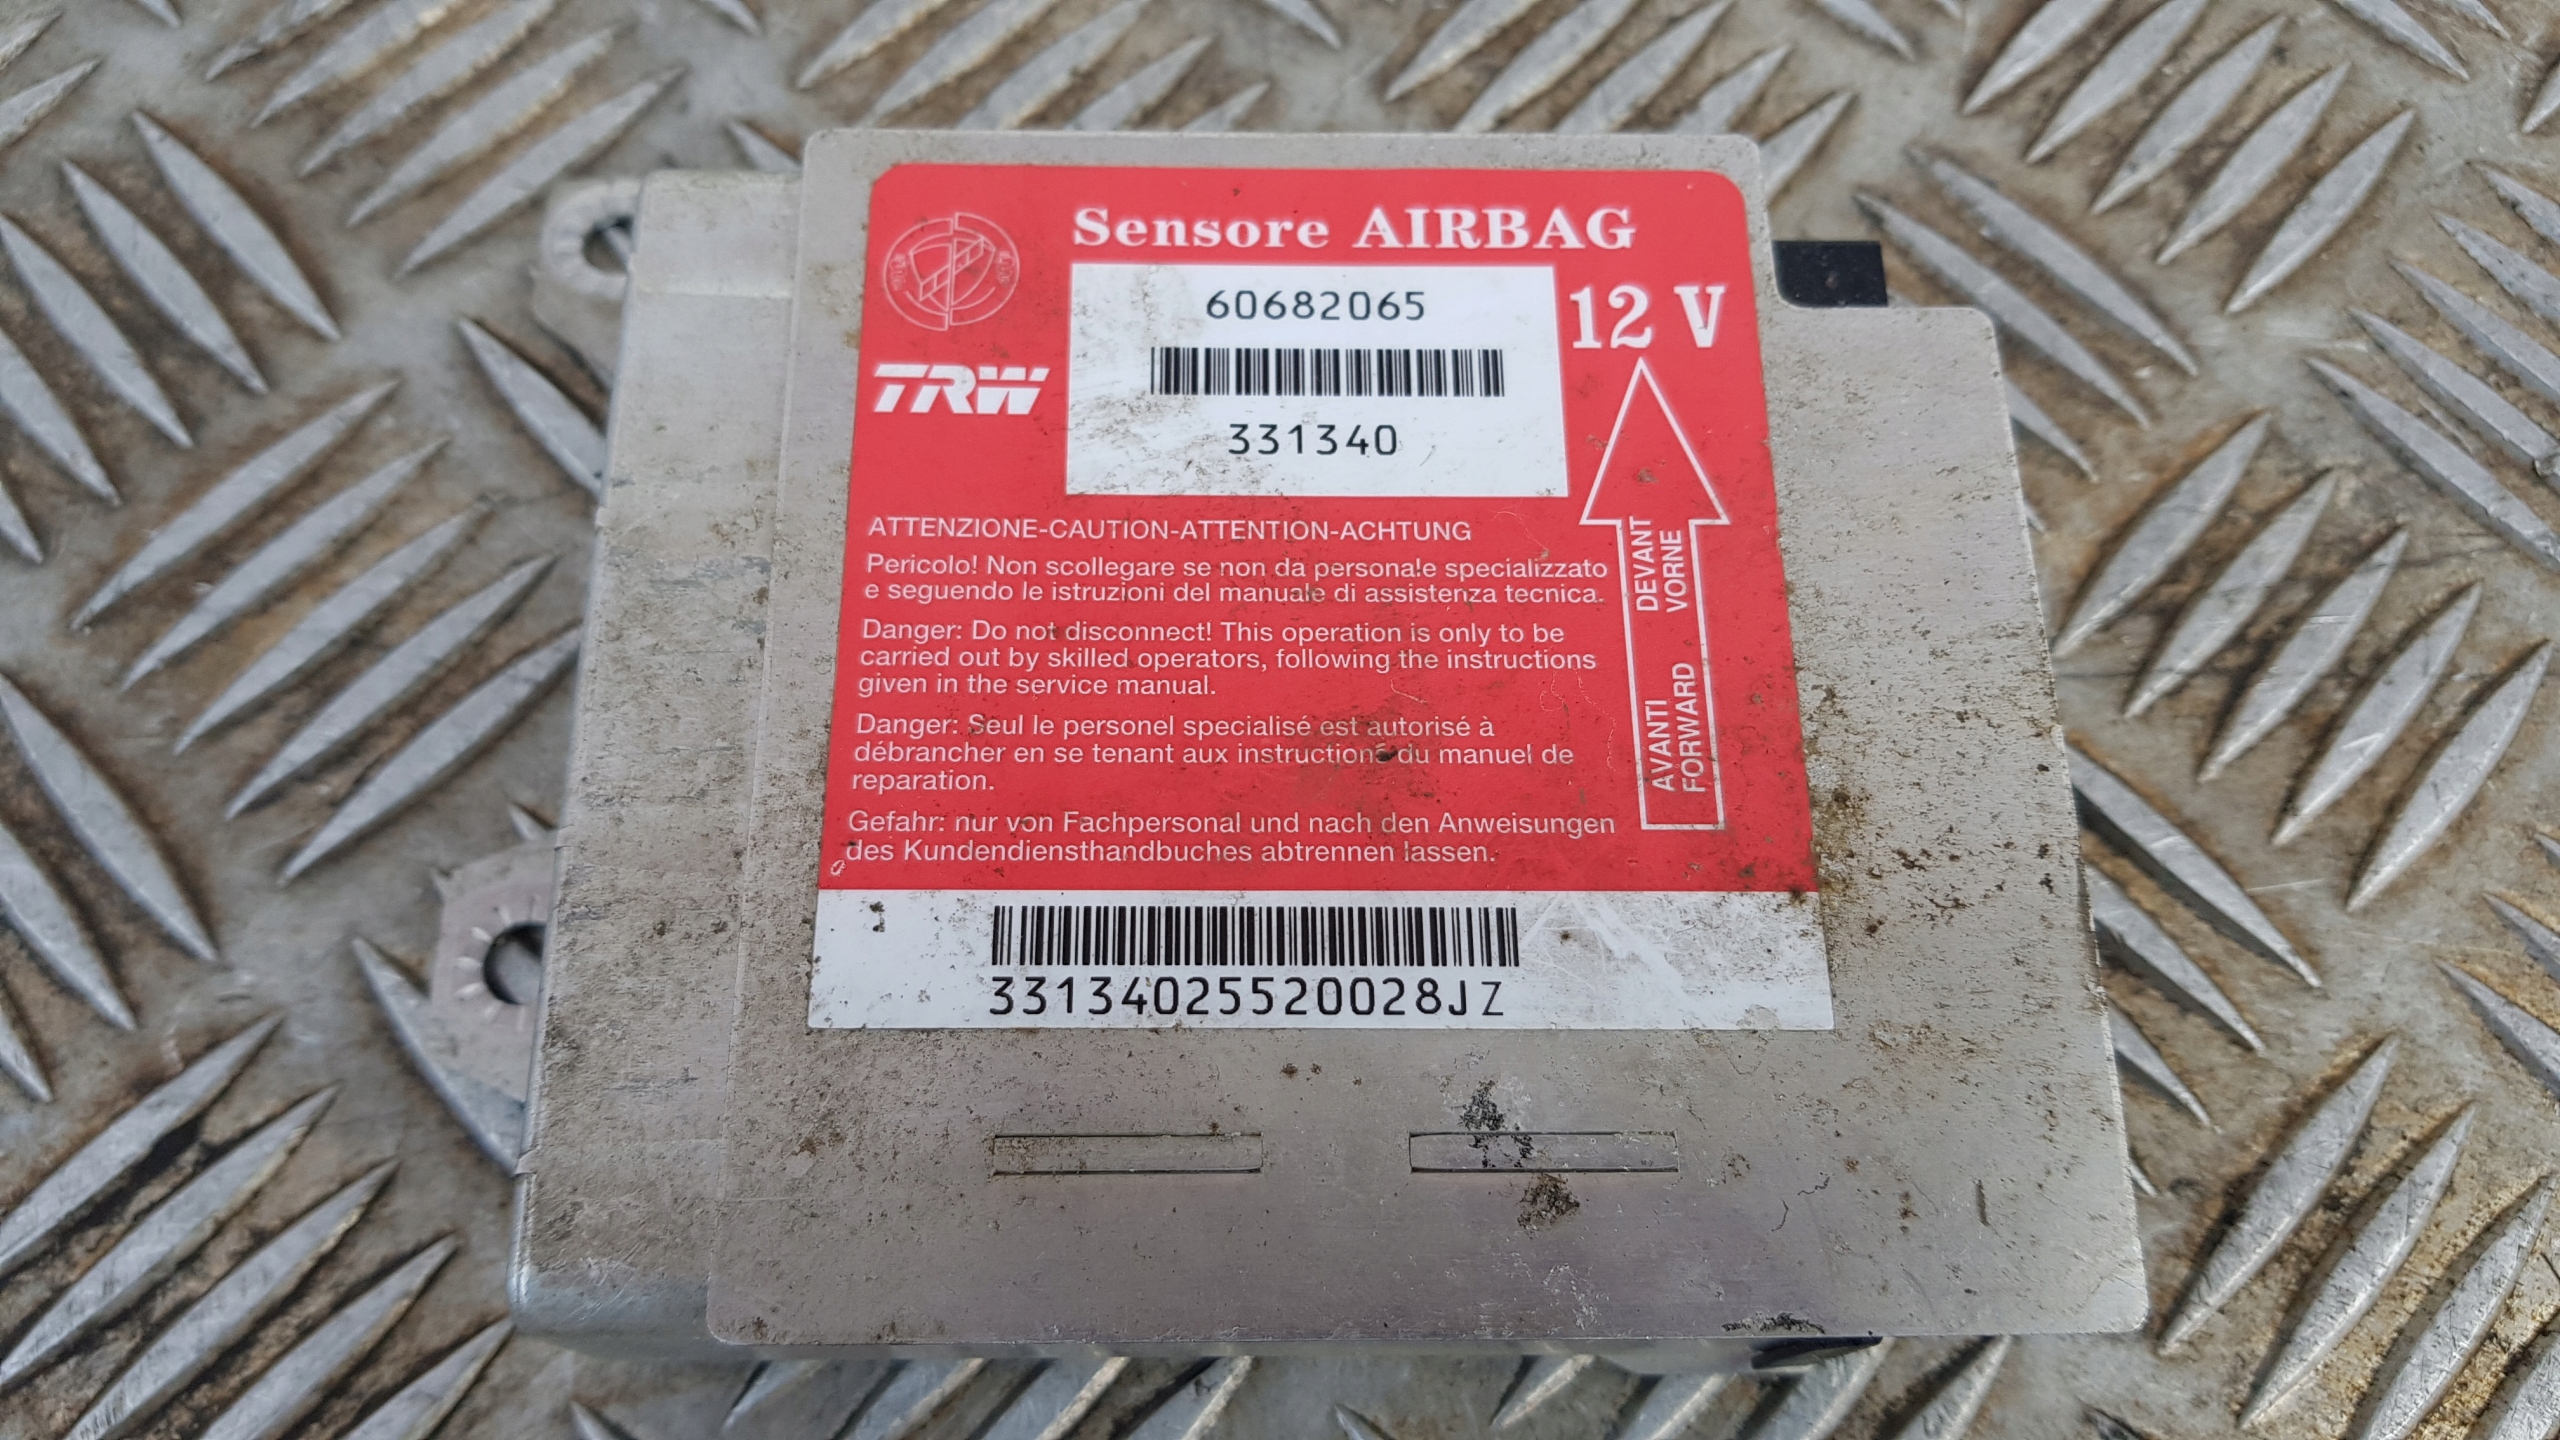 Sensore AIRBAG
60682065
12 V
TRW
331340
ATTENZIONE-CAUTION-ATTENTION-ACHTUNG
Pericolo! Non scollegare se non da personale specializzato
e seguendo le istruzioni del manuale di assistenza tecnica.
Danger: Do not disconnect! This operation is only to be
carried out by skilled operators, following the instructions
given in the service manual.
Danger: Seul le personel specialisé est autorisé à
débrancher en se tenant aux instructions du manuel de
reparation.
Gefahr: nur von Fachpersonal und nach den Anweisungen
des Kundendiensthandbuches abtrennen lassen.
DEVANT
VORNE
AVANTI
FORWARD
33134025520028JZ